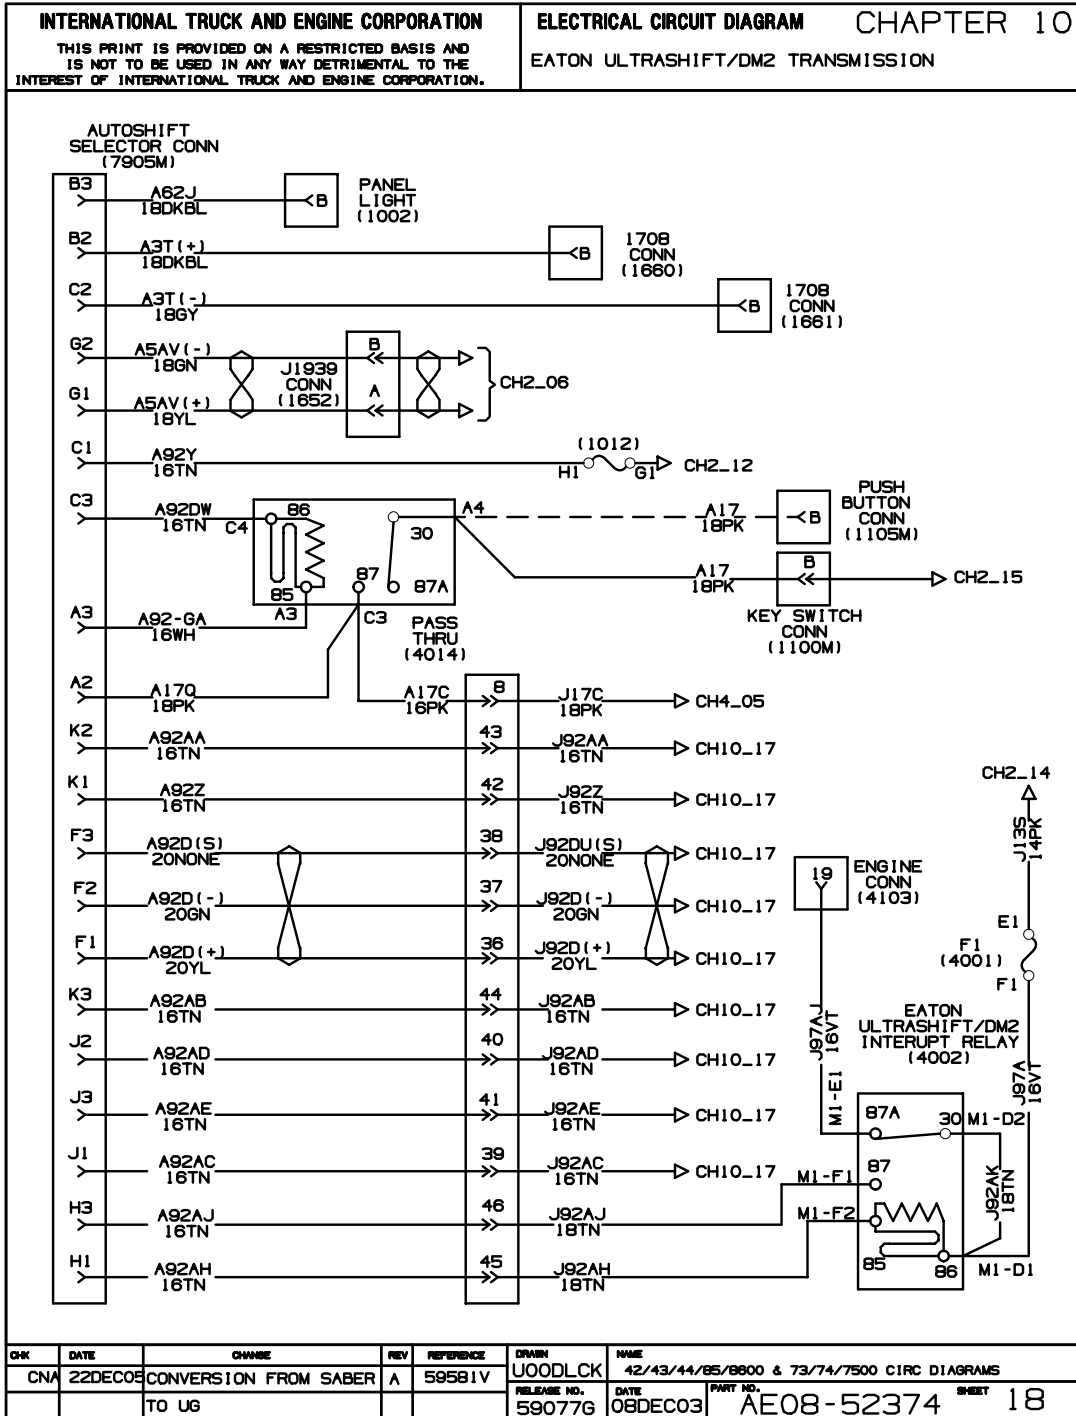 INTERNATIONAL TRUCK AND ENGINE CORPORATION
THIS PRINT IS PROVIDED ON A RESTRICTED BASIS AND
IS NOT TO BE USED IN ANY WAY DETRIMENTAL TO THE
INTEREST OF INTERNATIONAL TRUCK AND ENGINE CORPORATION.
ELECTRICAL CIRCUIT DIAGRAM CHAPTER 10
EATON ULTRASHIFT/DM2 TRANSMISSION
AUTOSHIFT
SELECTOR CONN
(7905M)
B3 A62J
18DKBL
B
PANEL
LIGHT
(1002)
B2 A3T(+)
18DKBL
B
1708
CONN
(1660)
C2 A3T(-)
18GY
B
1708
CONN
(1661)
G2 A5AV(-)
18GN
B
J1939
CONN
(1652)
A
CH2_06
G1 A5AV(+)
18YL
C1 A92Y
16TN
(1012)
H1 G1 CH2_12
C3 A92DW
16TN
C4 86 30 A4
A17
18PK
B
PUSH
BUTTON
CONN
(1105M)
A17
18PK
B
CH2_15
KEY SWITCH
CONN
(1100M)
85 87 87A
A3 C3
PASS
THRU
(4014)
A3 A92-GA
16WH
A2 A17Q
18PK
A17C
16PK
8 J17C
18PK
CH4_05
K2 A92AA
16TN
43 J92AA
16TN
CH10_17
K1 A92Z
16TN
42 J92Z
16TN
CH10_17
F3 A92D(S)
20NONE
38 J92DU(S)
20NONE
CH10_17
F2 A92D(-)
20GN
37 J92D(-)
20GN
CH10_17
F1 A92D(+)
20YL
36 J92D(+)
20YL
CH10_17
K3 A92AB
16TN
44 J92AB
16TN
CH10_17
J2 A92AD
16TN
40 J92AD
16TN
CH10_17
J3 A92AE
16TN
41 J92AE
16TN
CH10_17
J1 A92AC
16TN
39 J92AC
16TN
CH10_17
H3 A92AJ
16TN
46 J92AJ
18TN
H1 A92AH
16TN
45 J92AH
18TN
CH2_14
J13S
14PK
19
ENGINE
CONN
(4103)
E1
F1
(4001)
F1
J97AJ
16VT
M1-E1
EATON
ULTRASHIFT/DM2
INTERUPT RELAY
(4002)
J97A
16VT
87A 30 M1-D2
M1-F1 87
J92AK
18TN
M1-F2
85 86 M1-D1
CHK DATE CHANGE REV REFERENCE
CNA 22DEC05 CONVERSION FROM SABER A 59581V
TO UG
DRAWN
UOODLCK
NAME
42/43/44/85/8600 & 73/74/7500 CIRC DIAGRAMS
RELEASE NO.
59077G
DATE
08DEC03
PART NO.
AE08-52374
SHEET 18